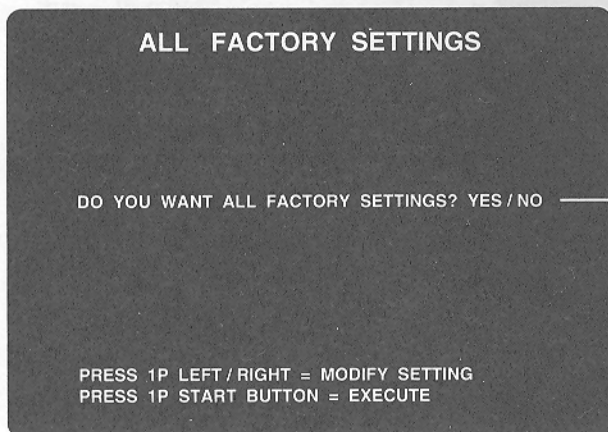 ALL FACTORY SETTINGS
DO YOU WANT ALL FACTORY SETTINGS? YES / NO
PRESS 1P LEFT / RIGHT = MODIFY SETTING
PRESS 1P START BUTTON = EXECUTE